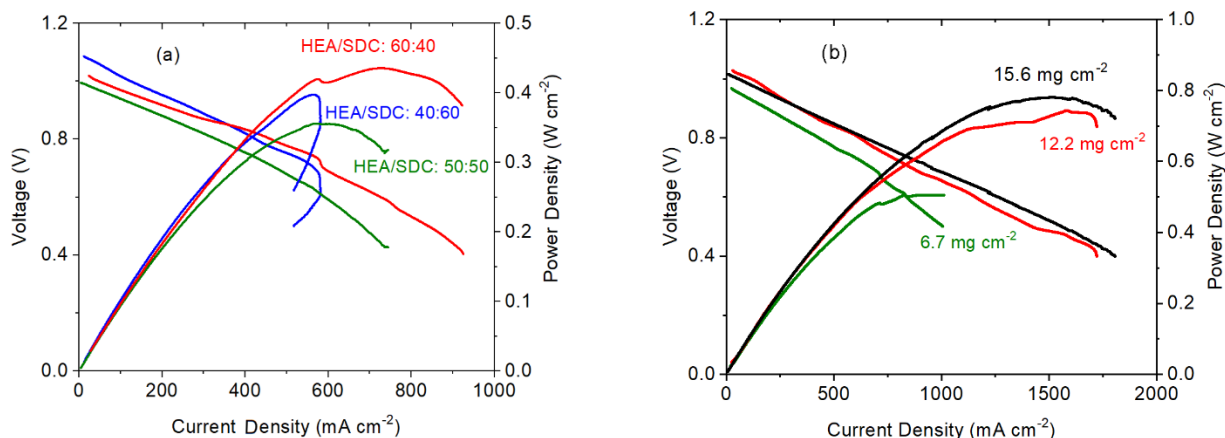 (a)
HEA/SDC: 60:40
HEA/SDC: 40:60
HEA/SDC: 50:50
Voltage (V)
0.0
0.4
0.8
1.2
0 200 400 600 800 1000
Current Density (mA cm⁻²)
0.0
0.1
0.2
0.3
0.4
0.5
Power Density (W cm⁻²)
(b)
15.6 mg cm⁻²
12.2 mg cm⁻²
6.7 mg cm⁻²
Voltage (V)
0.0
0.4
0.8
1.2
0 500 1000 1500 2000
Current Density (mA cm⁻²)
0.0
0.2
0.4
0.6
0.8
1.0
Power Density (W cm⁻²)